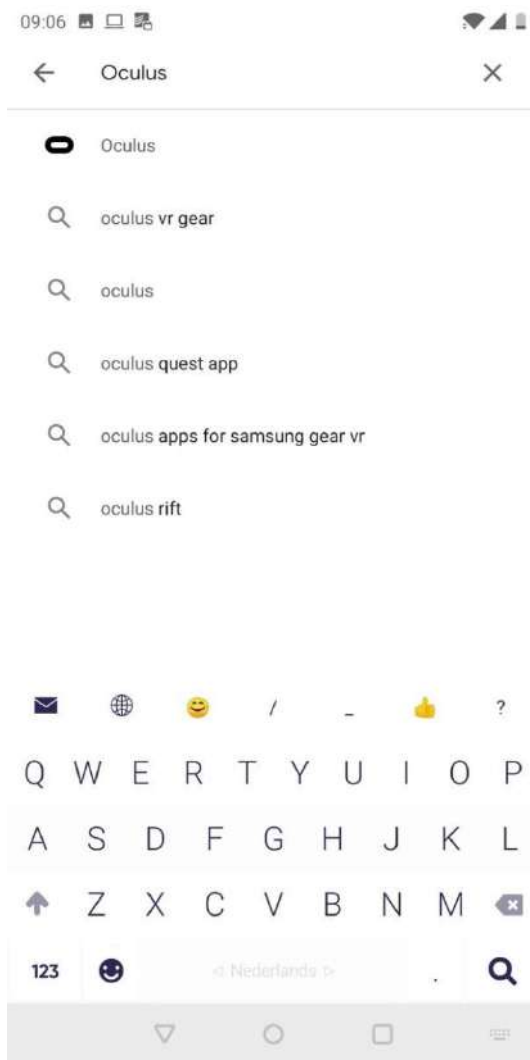 09:06
Oculus
Oculus
oculus vr gear
oculus
oculus quest app
oculus apps for samsung gear vr
oculus rift
/ _ ?
Q W E R T Y U I O P
A S D F G H J K L
Z X C V B N M
123 ◁ Nederlands ▷ .